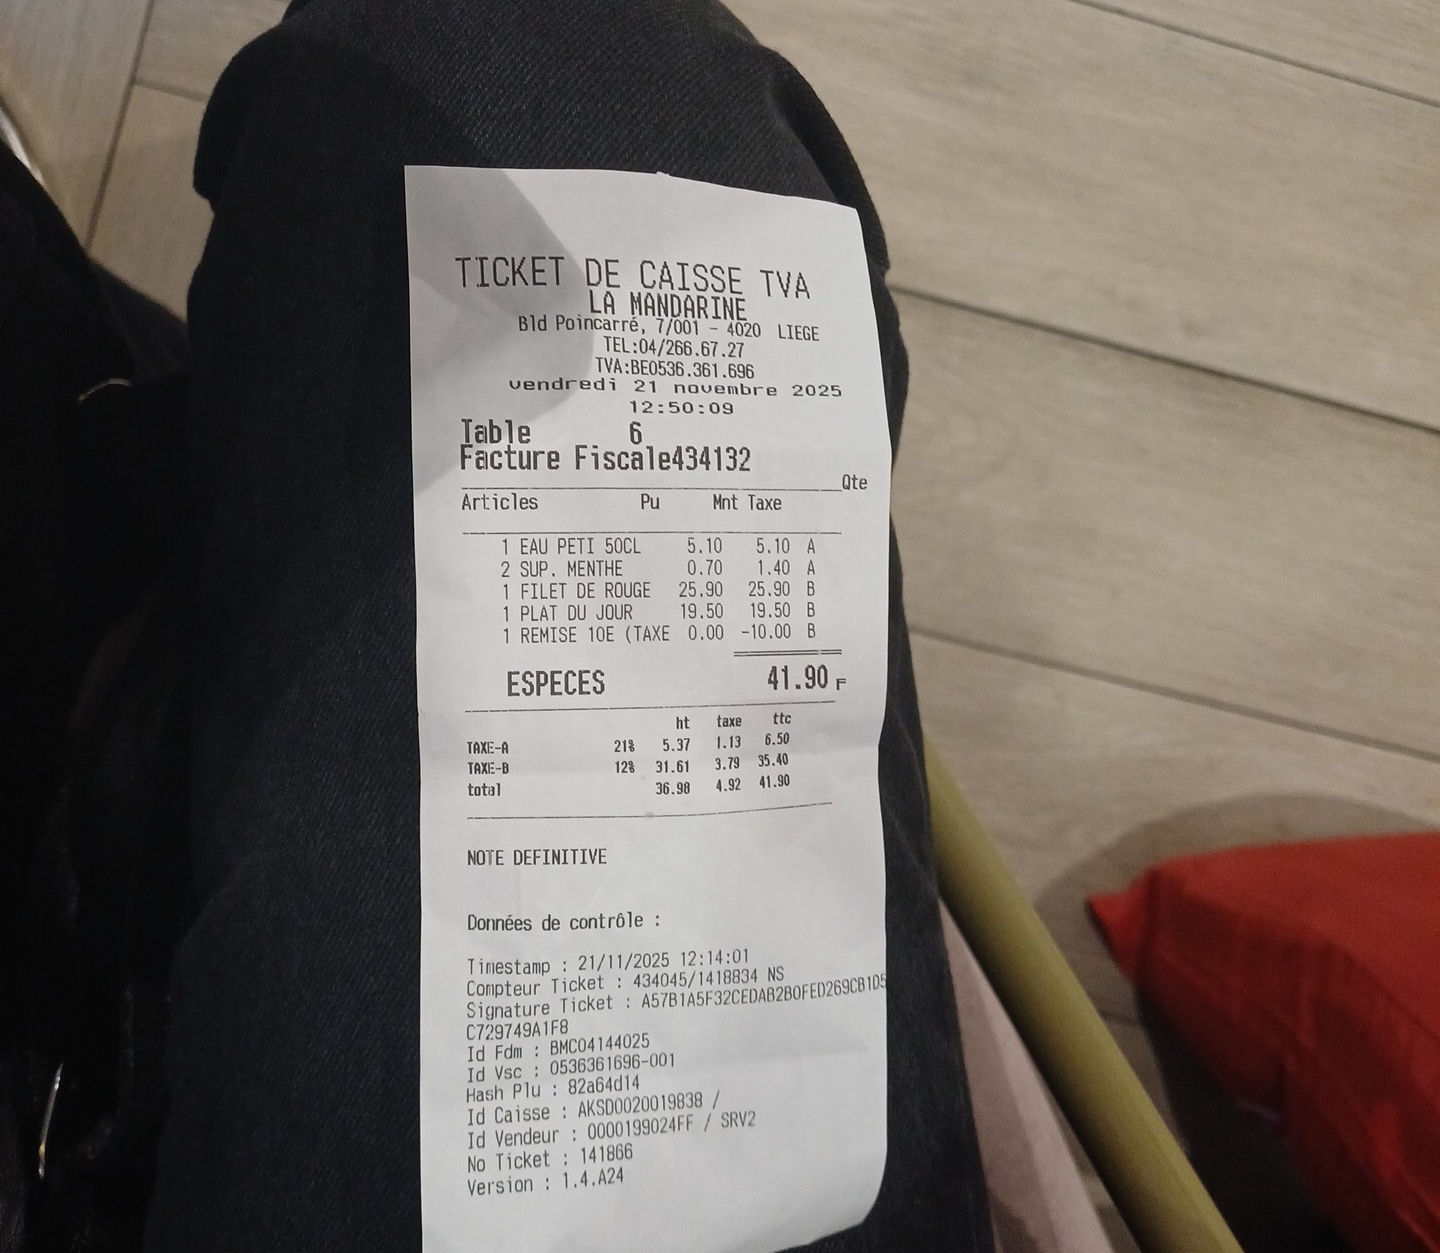 TICKET DE CAISSE TVA
LA MANDARINE
Bld Poincarré, 7/001 - 4020 LIEGE
TEL:04/266.67.27
TVA:BE0536.361.696
vendredi 21 novembre 2025
12:50:09
Table 6
Facture Fiscale434132
Qte
Articles Pu Mnt Taxe
1 EAU PETI 50CL 5.10 5.10 A
2 SUP. MENTHE 0.70 1.40 A
1 FILET DE ROUGE 25.90 25.90 B
1 PLAT DU JOUR 19.50 19.50 B
1 REMISE 10E (TAXE 0.00 -10.00 B
ESPECES 41.90 F
ht taxe ttc
TAXE-A 21% 5.37 1.13 6.50
TAXE-B 12% 31.61 3.79 35.40
total 36.98 4.92 41.90
NOTE DEFINITIVE
Données de contrôle :
Timestamp : 21/11/2025 12:14:01
Compteur Ticket : 434045/1418834 NS
Signature Ticket : A57B1A5F32CEDAB2B0FED269CB1D5
C729749A1F8
Id Fdm : BMC04144025
Id Vsc : 0536361696-001
Hash Plu : 82a64d14
Id Caisse : AKSD0020019838 /
Id Vendeur : 0000199024FF / SRV2
No Ticket : 141866
Version : 1.4.A24